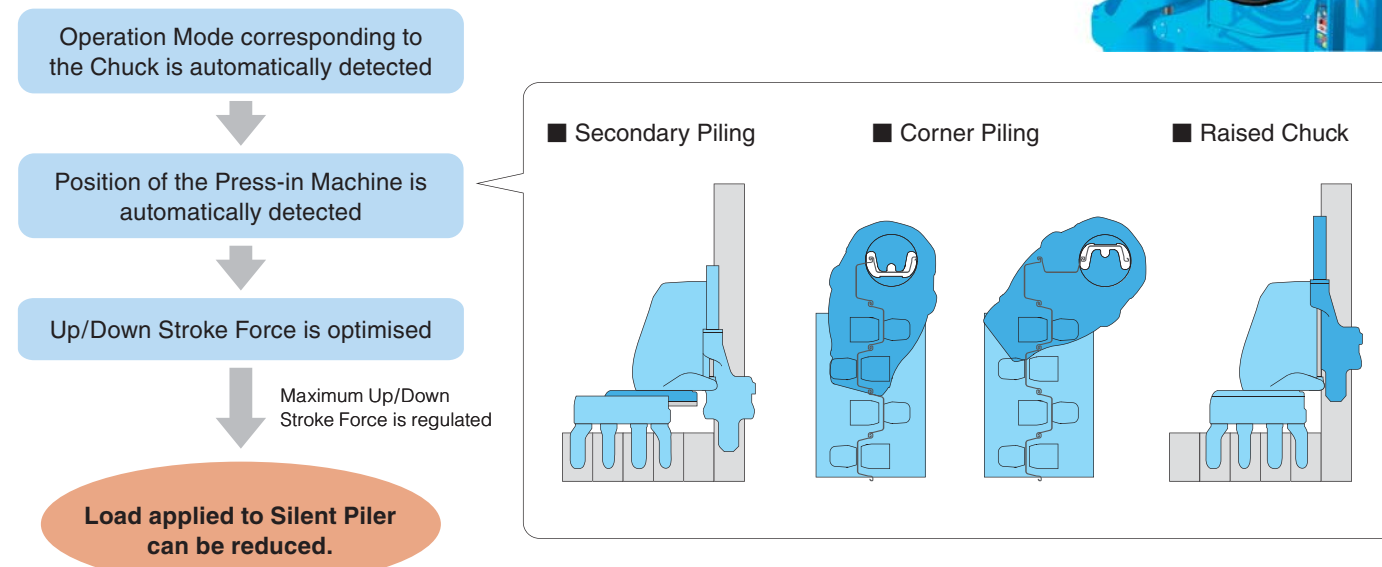 Operation Mode corresponding to
the Chuck is automatically detected
Position of the Press-in Machine is
automatically detected
Up/Down Stroke Force is optimised
Maximum Up/Down
Stroke Force is regulated
Load applied to Silent Piler
can be reduced.
■ Secondary Piling
■ Corner Piling
■ Raised Chuck